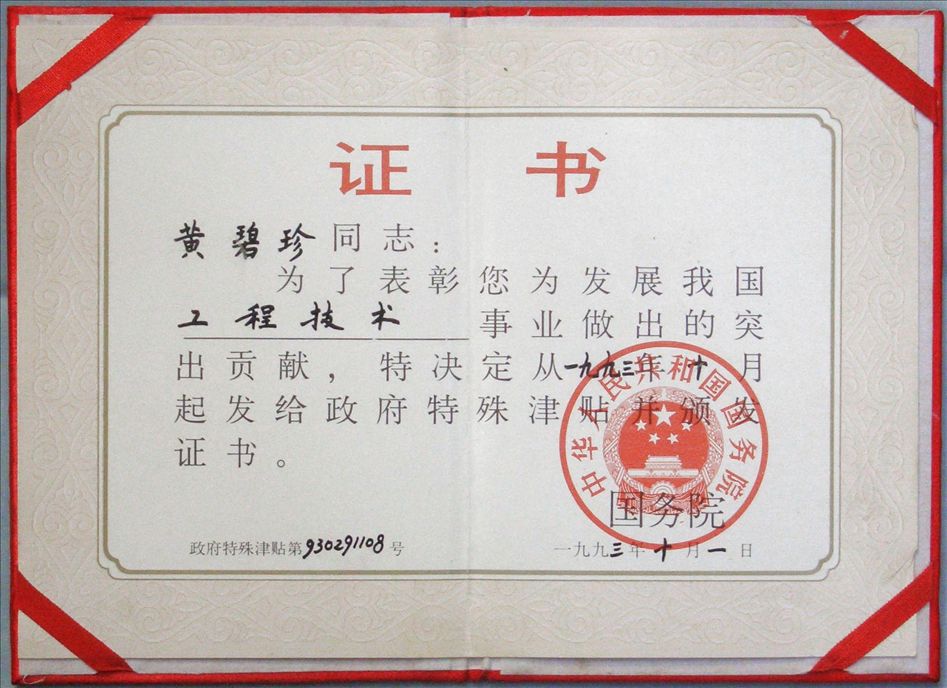 证书
黄碧珍同志：
为了表彰您为发展我国
工程技术事业做出的突
出贡献，特决定从一九九三年十月
起发给政府特殊津贴并颁发
证书。
中华人民共和国国务院
国务院
政府特殊津贴第930291108号
一九九三年十月一日